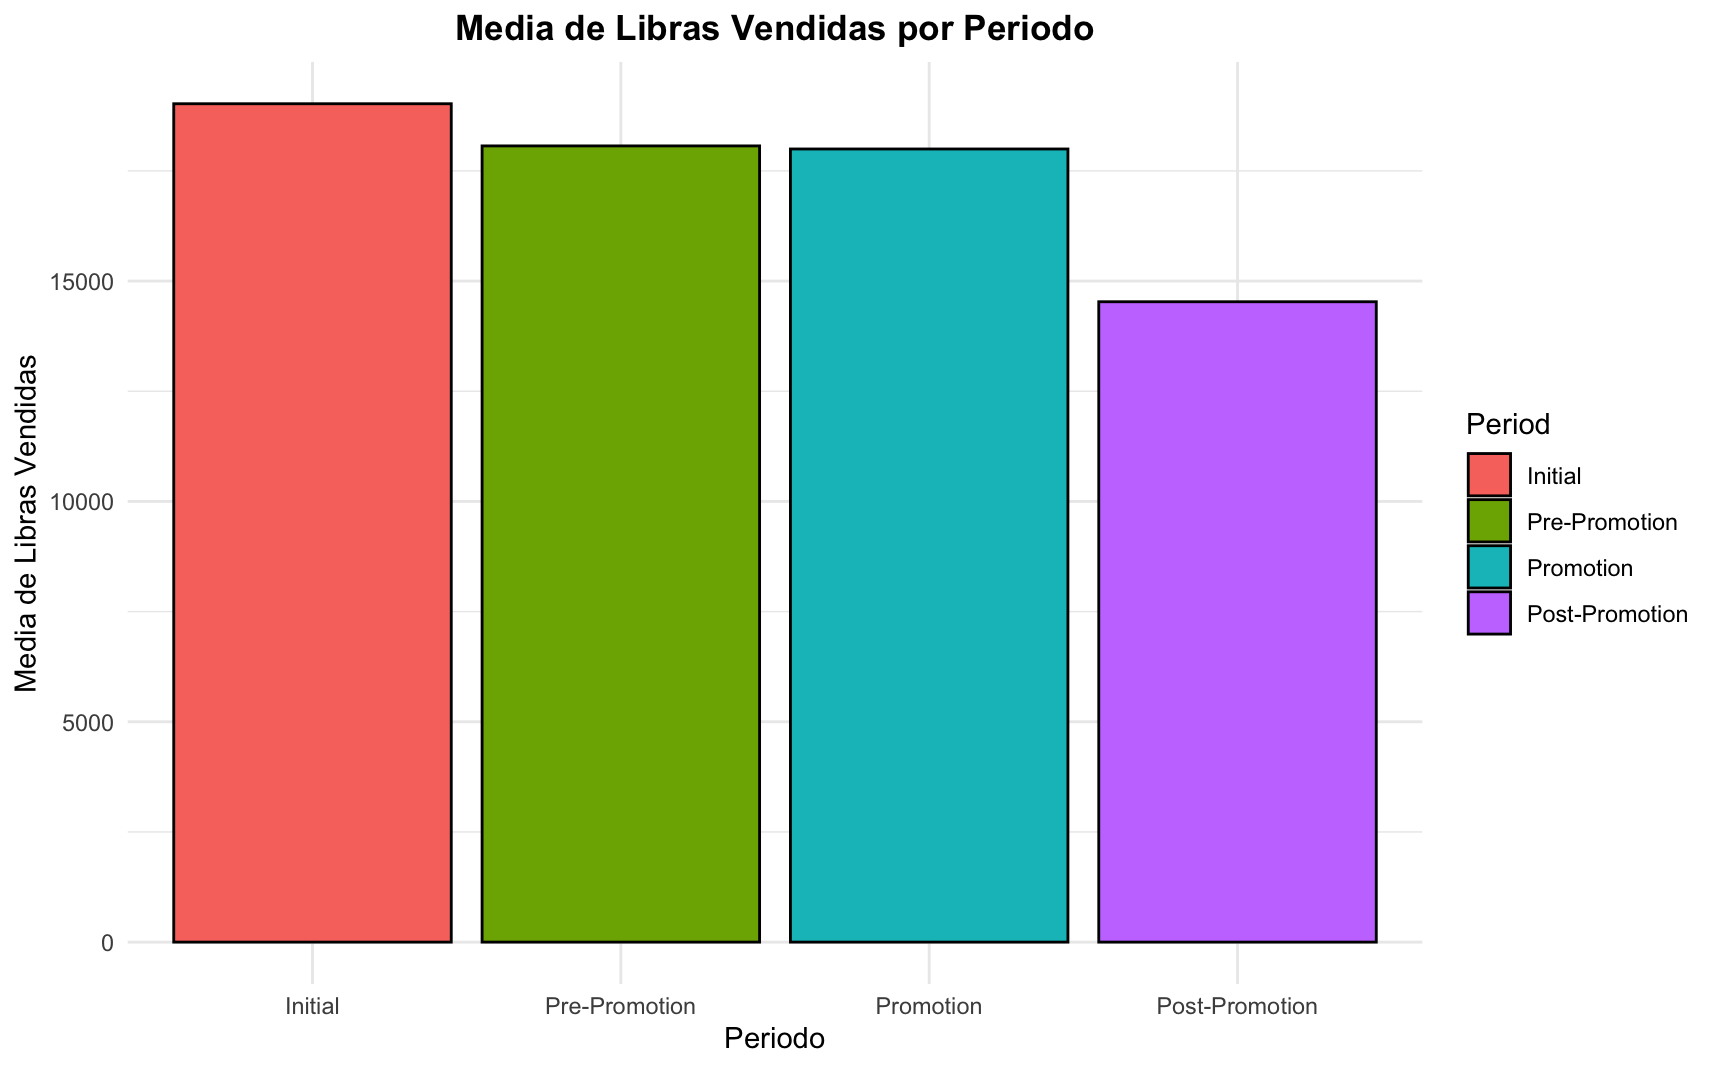 Media de Libras Vendidas por Periodo
Media de Libras Vendidas
15000
10000
5000
0
Initial
Pre-Promotion
Promotion
Post-Promotion
Periodo
Period
Initial
Pre-Promotion
Promotion
Post-Promotion